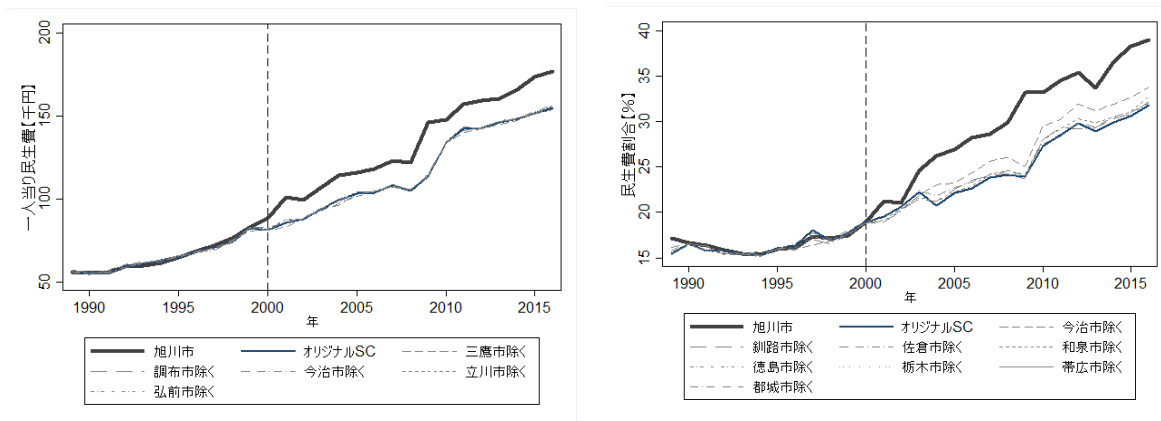 一人当り民生費【千円】
200
150
100
50
1990 1995 2000 2005 2010 2015
年
旭川市 オリジナルSC 三鷹市除く
調布市除く 今治市除く 立川市除く
弘前市除く
民生費割合【%】
40
35
30
25
20
15
1990 1995 2000 2005 2010 2015
年
旭川市 オリジナルSC 今治市除く
釧路市除く 佐倉市除く 和泉市除く
徳島市除く 栃木市除く 帯広市除く
都城市除く